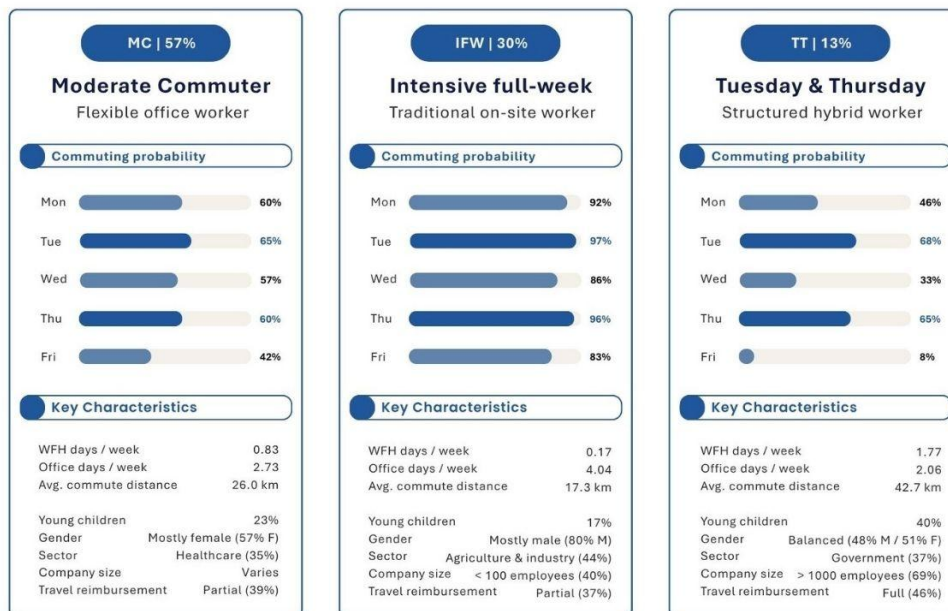 MC | 57%
Moderate Commuter
Flexible office worker
Commuting probability
Mon 60%
Tue 65%
Wed 57%
Thu 60%
Fri 42%
Key Characteristics
WFH days / week 0.83
Office days / week 2.73
Avg. commute distance 26.0 km
Young children 23%
Gender Mostly female (57% F)
Sector Healthcare (35%)
Company size Varies
Travel reimbursement Partial (39%)
IFW | 30%
Intensive full-week
Traditional on-site worker
Commuting probability
Mon 92%
Tue 97%
Wed 86%
Thu 96%
Fri 83%
Key Characteristics
WFH days / week 0.17
Office days / week 4.04
Avg. commute distance 17.3 km
Young children 17%
Gender Mostly male (80% M)
Sector Agriculture & industry (44%)
Company size < 100 employees (40%)
Travel reimbursement Partial (37%)
TT | 13%
Tuesday & Thursday
Structured hybrid worker
Commuting probability
Mon 46%
Tue 68%
Wed 33%
Thu 65%
Fri 8%
Key Characteristics
WFH days / week 1.77
Office days / week 2.06
Avg. commute distance 42.7 km
Young children 40%
Gender Balanced (48% M / 51% F)
Sector Government (37%)
Company size > 1000 employees (69%)
Travel reimbursement Full (46%)